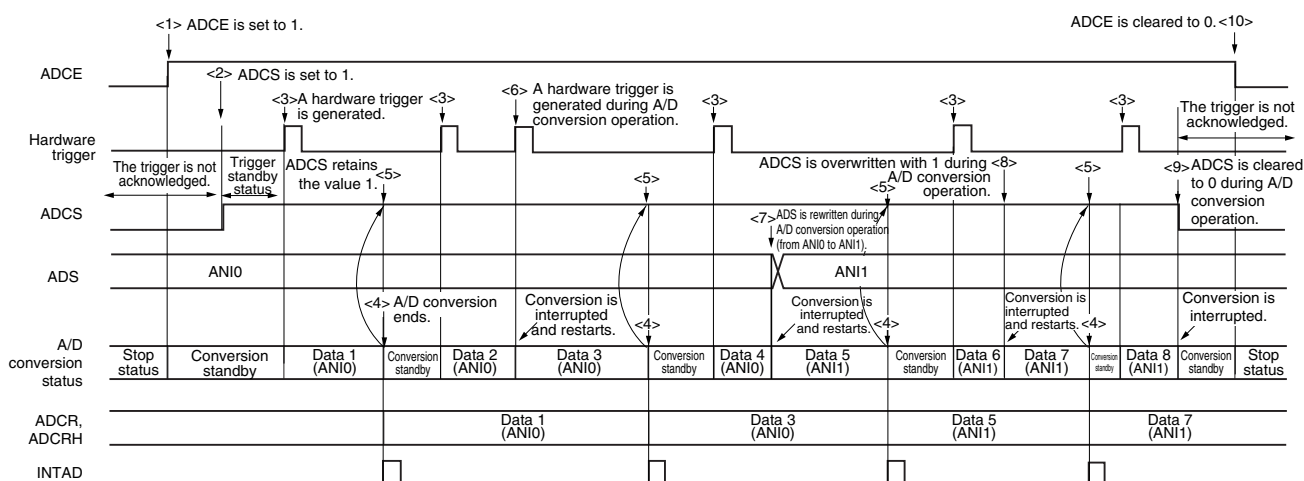 <1> ADCE is set to 1.
ADCE is cleared to 0. <10>
ADCE
<2> ADCS is set to 1.
<3> A hardware trigger
is generated.
<3>
<6> A hardware trigger is
generated during A/D
conversion operation.
<3>
<3>
<3>
The trigger is not
acknowledged.
Hardware
trigger
The trigger is not
acknowledged.
Trigger
standby
status
ADCS retains
the value 1.
<5>
<5>
ADCS is overwritten with 1 during <8>
A/D conversion
operation.
<5>
<5>
<9> ADCS is cleared
to 0 during A/D
conversion
operation.
ADCS
<7> ADS is rewritten during
A/D conversion operation
(from ANI0 to ANI1).
ADS
ANI0
ANI1
<4> A/D conversion
ends.
Conversion is
interrupted
and restarts.
<4>
Conversion is
interrupted
and restarts.
<4>
Conversion is
interrupted
and restarts.
<4>
Conversion is
interrupted.
A/D
conversion
status
Stop
status
Conversion
standby
Data 1
(ANI0)
Conversion
standby
Data 2
(ANI0)
Data 3
(ANI0)
Conversion
standby
Data 4
(ANI0)
Data 5
(ANI1)
Conversion
standby
Data 6
(ANI1)
Data 7
(ANI1)
Conversion
standby
Data 8
(ANI1)
Conversion
standby
Stop
status
ADCR,
ADCRH
Data 1
(ANI0)
Data 3
(ANI0)
Data 5
(ANI1)
Data 7
(ANI1)
INTAD